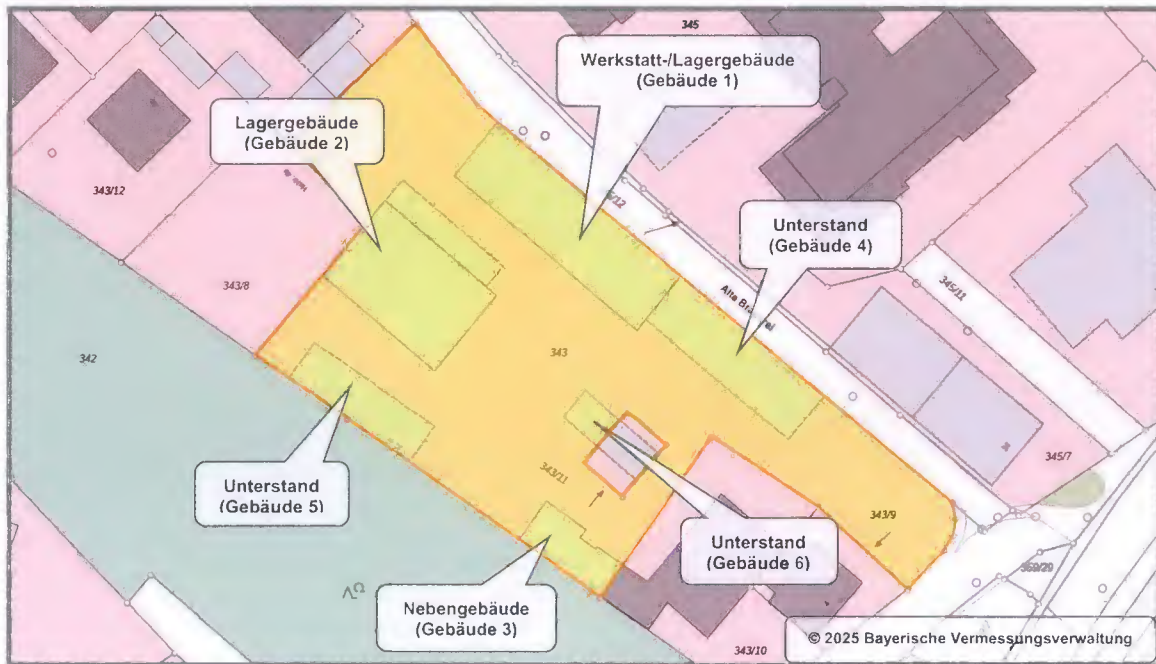 345
Werkstatt-/Lagergebäude
(Gebäude 1)
Lagergebäude
(Gebäude 2)
343/12
Unterstand
(Gebäude 4)
343/8
345/11
342
343
Unterstand
(Gebäude 5)
343/11
345/7
343/9
Unterstand
(Gebäude 6)
Nebengebäude
(Gebäude 3)
343/10
© 2025 Bayerische Vermessungsverwaltung